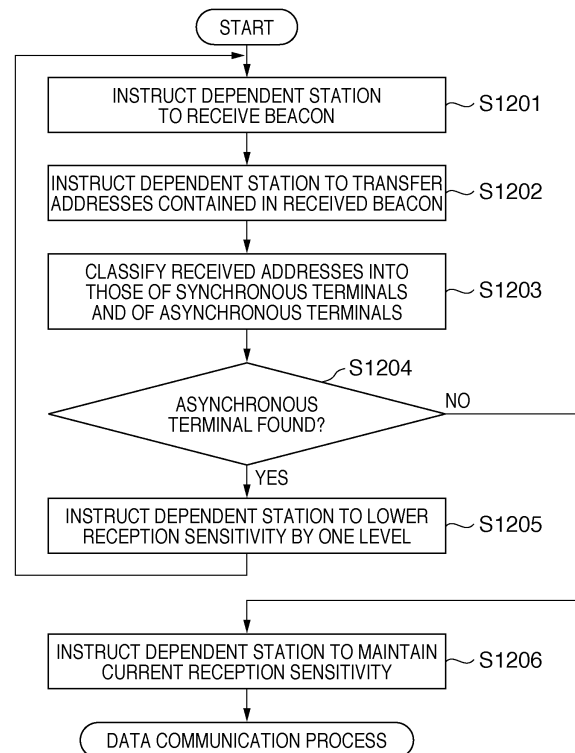 START
INSTRUCT DEPENDENT STATION
TO RECEIVE BEACON
S1201
INSTRUCT DEPENDENT STATION TO TRANSFER
ADDRESSES CONTAINED IN RECEIVED BEACON
S1202
CLASSIFY RECEIVED ADDRESSES INTO
THOSE OF SYNCHRONOUS TERMINALS
AND OF ASYNCHRONOUS TERMINALS
S1203
S1204
ASYNCHRONOUS
TERMINAL FOUND?
NO
YES
INSTRUCT DEPENDENT STATION TO LOWER
RECEPTION SENSITIVITY BY ONE LEVEL
S1205
INSTRUCT DEPENDENT STATION TO MAINTAIN
CURRENT RECEPTION SENSITIVITY
S1206
DATA COMMUNICATION PROCESS